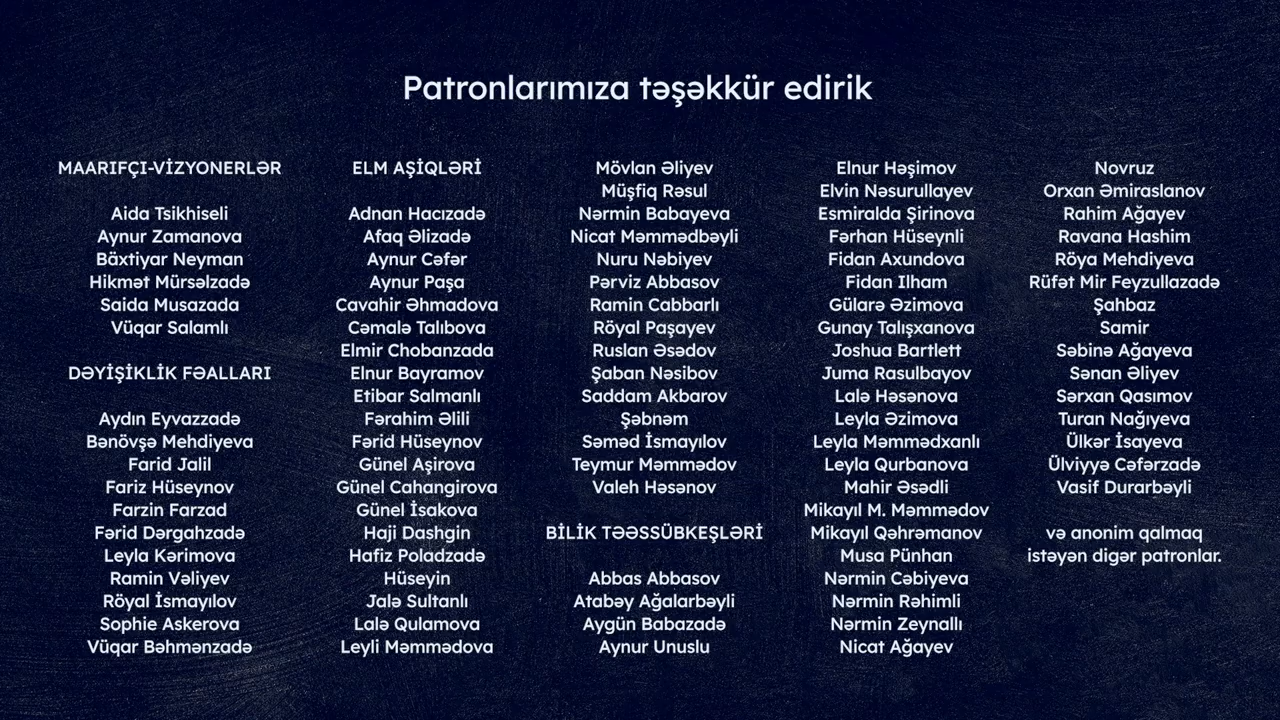 Patronlarımıza təşəkkür edirik
MAARIFÇI-VİZYONERLƏR
Aida Tsikhiseli
Aynur Zamanova
Bäxtiyar Neyman
Hikmət Mürsəlzadə
Saida Musazada
Vüqar Salamlı
DƏYİŞİKLİK FƏALLARI
Aydın Eyvazzadə
Bənövşə Mehdiyeva
Farid Jalil
Fariz Hüseynov
Farzin Farzad
Fərid Dərgahzadə
Leyla Kərimova
Ramin Vəliyev
Röyal İsmayılov
Sophie Askerova
Vüqar Bəhmənzadə
ELM AŞİQLƏRİ
Adnan Hacızadə
Afaq Əlizadə
Aynur Cəfər
Aynur Paşa
Cavahir Əhmədova
Cəmalə Talıbova
Elmir Chobanzada
Elnur Bayramov
Etibar Salmanlı
Fərahim Əlili
Fərid Hüseynov
Günel Aşirova
Günel Cahangirova
Günel İsakova
Haji Dashgin
Hafiz Poladzadə
Hüseyin
Jalə Sultanlı
Lalə Qulamova
Leyli Məmmədova
Mövlan Əliyev
Müşfiq Rəsul
Nərmin Babayeva
Nicat Məmmədbəyli
Nuru Nəbiyev
Pərviz Abbasov
Ramin Cabbarlı
Röyal Paşayev
Ruslan Əsədov
Şaban Nəsibov
Saddam Akbarov
Şəbnəm
Səməd İsmayılov
Teymur Məmmədov
Valeh Həsənov
BİLİK TƏƏSSÜBKEŞLƏRİ
Abbas Abbasov
Atabəy Ağalarbəyli
Aygün Babazadə
Aynur Unuslu
Elnur Həşimov
Elvin Nəsurullayev
Esmiralda Şirinova
Fərhan Hüseynli
Fidan Axundova
Fidan Ilham
Gülarə Əzimova
Gunay Talışxanova
Joshua Bartlett
Juma Rasulbayov
Lalə Həsənova
Leyla Əzimova
Leyla Məmmədxanlı
Leyla Qurbanova
Mahir Əsədli
Mikayıl M. Məmmədov
Mikayıl Qəhrəmanov
Musa Pünhan
Nərmin Cəbiyeva
Nərmin Rəhimli
Nərmin Zeynallı
Nicat Ağayev
Novruz
Orxan Əmiraslanov
Rahim Ağayev
Ravana Hashim
Röya Mehdiyeva
Rüfət Mir Feyzullazadə
Şahbaz
Samir
Səbinə Ağayeva
Sənan Əliyev
Sərxan Qasımov
Turan Nağıyeva
Ülkər İsayeva
Ülviyyə Cəfərzadə
Vasif Durarbəyli
və anonim qalmaq
istəyən digər patronlar.